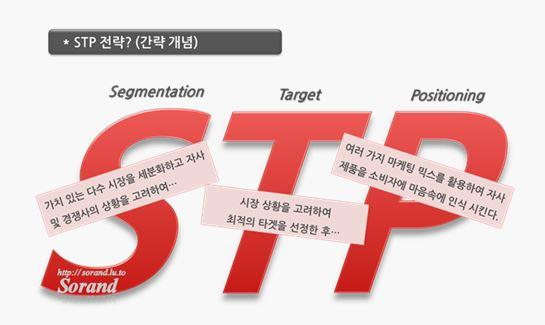 * STP 전략? (간략 개념)
Segmentation
Target
Positioning
STP
가치 있는 다수 시장을 세분화하고 자사
및 경쟁사의 상황을 고려하여…
시장 상황을 고려하여
최적의 타겟을 선정한 후…
여러 가지 마케팅 믹스를 활용하여 자사
제품을 소비자에 마음속에 인식 시킨다.
http://sorand.lu.to
Sorand